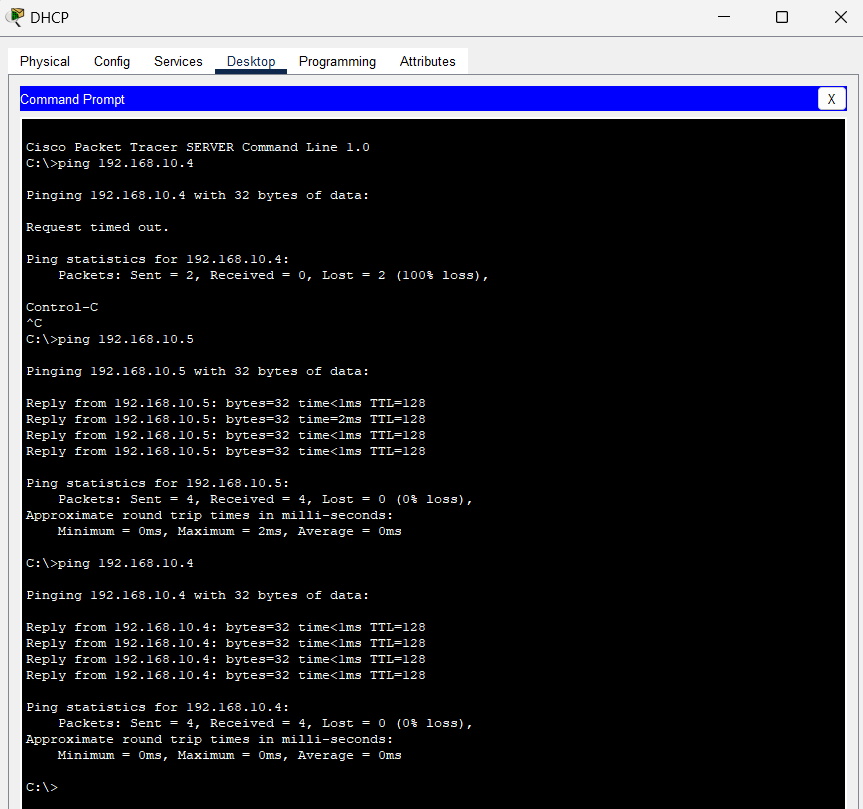 DHCP
Physical Config Services Desktop Programming Attributes
Command Prompt X
Cisco Packet Tracer SERVER Command Line 1.0
C:\>ping 192.168.10.4
Pinging 192.168.10.4 with 32 bytes of data:
Request timed out.
Ping statistics for 192.168.10.4:
    Packets: Sent = 2, Received = 0, Lost = 2 (100% loss),
Control-C
^C
C:\>ping 192.168.10.5
Pinging 192.168.10.5 with 32 bytes of data:
Reply from 192.168.10.5: bytes=32 time<1ms TTL=128
Reply from 192.168.10.5: bytes=32 time=2ms TTL=128
Reply from 192.168.10.5: bytes=32 time<1ms TTL=128
Reply from 192.168.10.5: bytes=32 time<1ms TTL=128
Ping statistics for 192.168.10.5:
    Packets: Sent = 4, Received = 4, Lost = 0 (0% loss),
Approximate round trip times in milli-seconds:
    Minimum = 0ms, Maximum = 2ms, Average = 0ms
C:\>ping 192.168.10.4
Pinging 192.168.10.4 with 32 bytes of data:
Reply from 192.168.10.4: bytes=32 time<1ms TTL=128
Reply from 192.168.10.4: bytes=32 time<1ms TTL=128
Reply from 192.168.10.4: bytes=32 time<1ms TTL=128
Reply from 192.168.10.4: bytes=32 time<1ms TTL=128
Ping statistics for 192.168.10.4:
    Packets: Sent = 4, Received = 4, Lost = 0 (0% loss),
Approximate round trip times in milli-seconds:
    Minimum = 0ms, Maximum = 0ms, Average = 0ms
C:\>